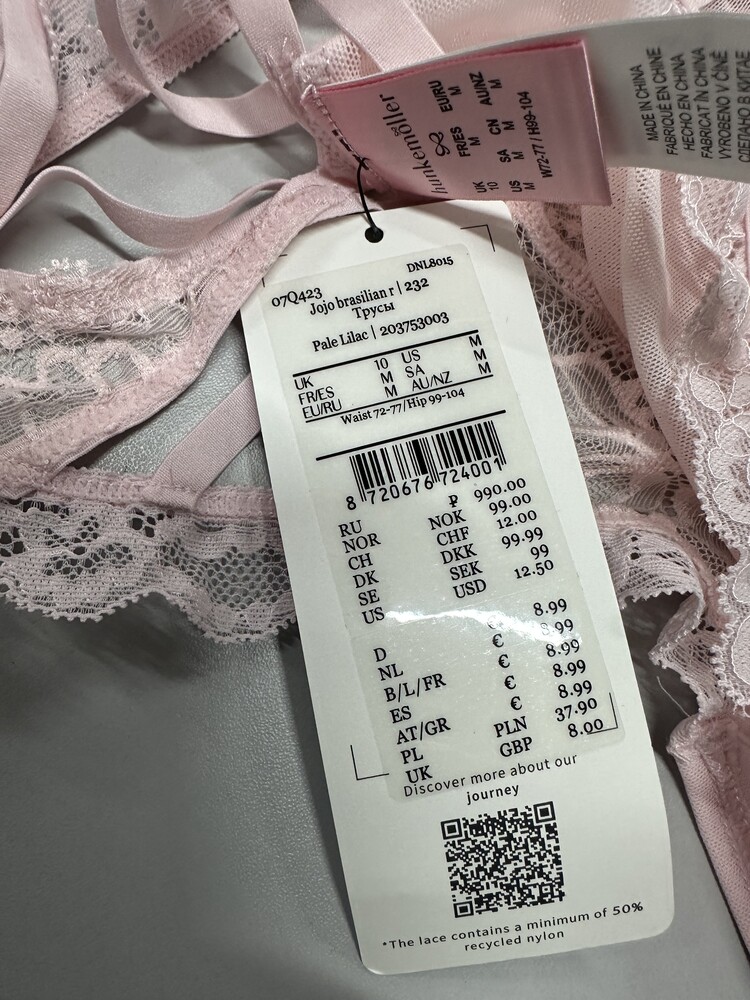 MADE IN CHINA
FABRIQUÉ EN CHINE
HECHO EN CHINA
FABRICAT ÎN CHINA
VYROBENO V ČÍNĚ
СДЕЛАНО В КИТАЕ
hunkemöller
FR/ES M EU/RU M
UK 10 SA M CN M AU/NZ M
US M
W72-77 / H99-104
DNL8015
07Q423
Jojo brasilian r | 232
Трусы
Pale Lilac | 203753003
UK 10 US M
FR/ES M SA M
EU/RU M AU/NZ M
Waist 72-77/Hip 99-104
8 720676 724001
RU ₽ 990.00
NOR NOK 99.00
CH CHF 12.00
DK DKK 99.99
SE SEK 99
US USD 12.50
D € 8.99
NL € 8.99
B/L/FR € 8.99
ES € 8.99
AT/GR € 8.99
PL PLN 37.90
UK GBP 8.00
Discover more about our
journey
*The lace contains a minimum of 50%
recycled nylon